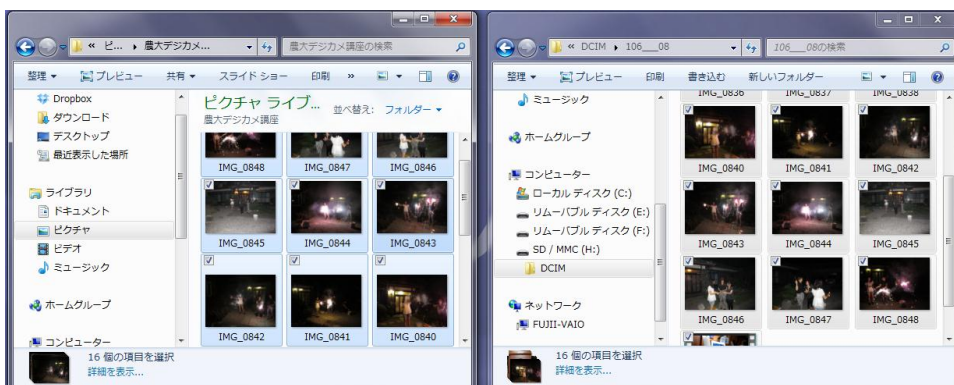 « ピ... ▸ 農大デジカメ...
農大デジカメ講座の検索
整理 ▼ プレビュー 共有 ▼ スライド ショー 印刷 »
Dropbox
ダウンロード
デスクトップ
最近表示した場所
ライブラリ
ドキュメント
ピクチャ
ビデオ
ミュージック
ホームグループ
コンピューター
ピクチャ ライブ...
農大デジカメ講座
並べ替え: フォルダー ▼
IMG_0848 IMG_0847 IMG_0846
IMG_0845 IMG_0844 IMG_0843
IMG_0842 IMG_0841 IMG_0840
16 個の項目を選択
詳細を表示...
« DCIM ▸ 106___08
106___08の検索
整理 ▼ プレビュー 印刷 書き込む 新しいフォルダー
ミュージック
ホームグループ
コンピューター
ローカル ディスク (C:)
リムーバブル ディスク (E:)
リムーバブル ディスク (F:)
SD / MMC (H:)
DCIM
ネットワーク
FUJII-VAIO
IMG_0836 IMG_0837 IMG_0838
IMG_0840 IMG_0841 IMG_0842
IMG_0843 IMG_0844 IMG_0845
IMG_0846 IMG_0847 IMG_0848
16 個の項目を選択
詳細を表示...